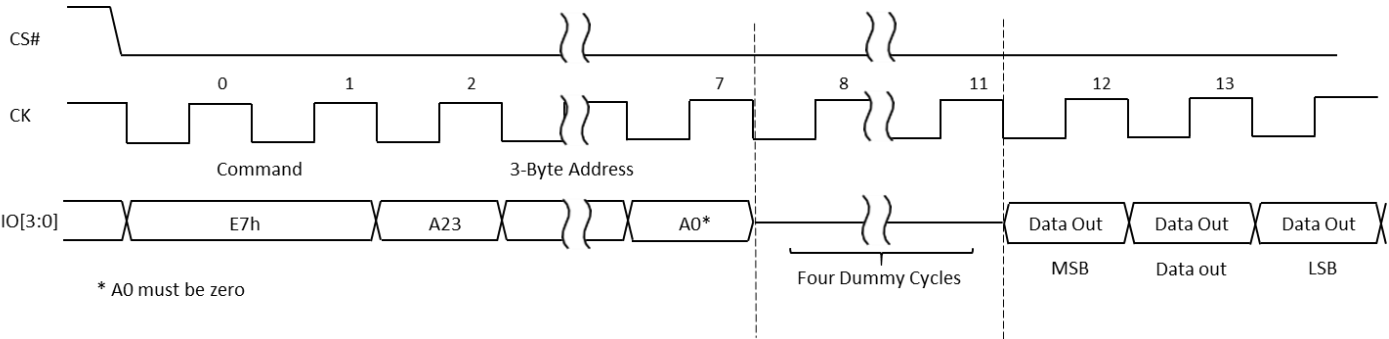 CS#
0 1 2 7 8 11 12 13
CK
Command 3-Byte Address
IO[3:0] E7h A23 A0* Data Out Data Out Data Out
Four Dummy Cycles MSB Data out LSB
* A0 must be zero